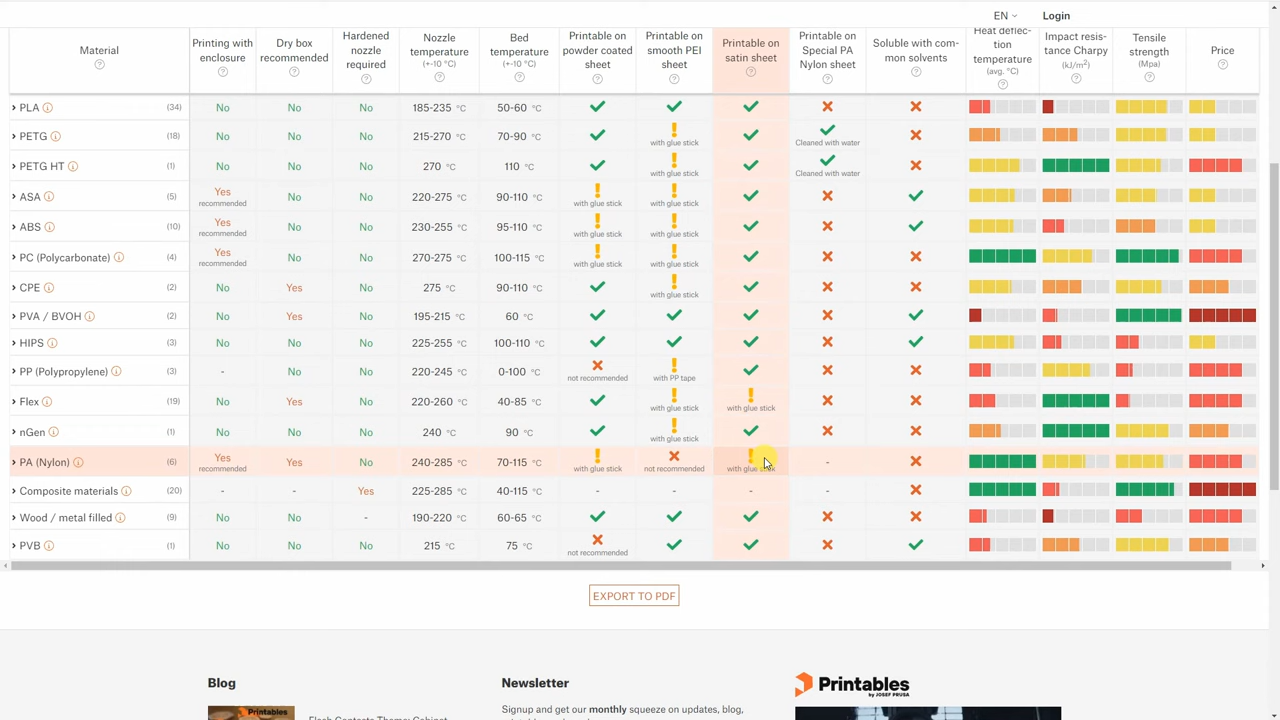 EN
Login
Material
Printing with enclosure
Dry box recommended
Hardened nozzle required
Nozzle temperature (+-10 °C)
Bed temperature (+-10 °C)
Printable on powder coated sheet
Printable on smooth PEI sheet
Printable on satin sheet
Printable on Special PA Nylon sheet
Soluble with com-mon solvents
Heat deflec-tion temperature (avg. °C)
Impact resis-tance Charpy (kJ/m²)
Tensile strength (Mpa)
Price
PLA (34) No No No 185-235 °C 50-60 °C
PETG (18) No No No 215-270 °C 70-90 °C with glue stick Cleaned with water
PETG HT (1) No No No 270 °C 110 °C with glue stick Cleaned with water
ASA (5) Yes recommended No No 220-275 °C 90-110 °C with glue stick with glue stick
ABS (10) Yes recommended No No 230-255 °C 95-110 °C with glue stick with glue stick
PC (Polycarbonate) (4) Yes recommended No No 270-275 °C 100-115 °C with glue stick with glue stick
CPE (2) No Yes No 275 °C 90-110 °C with glue stick
PVA / BVOH (2) No Yes No 195-215 °C 60 °C
HIPS (3) No No No 225-255 °C 100-110 °C
PP (Polypropylene) (3) - No No 220-245 °C 0-100 °C not recommended with PP tape
Flex (19) No Yes No 220-260 °C 40-85 °C with glue stick with glue stick
nGen (1) No No No 240 °C 90 °C with glue stick
PA (Nylon) (6) Yes recommended Yes No 240-285 °C 70-115 °C with glue stick not recommended with glue stick -
Composite materials (20) - - Yes 225-285 °C 40-115 °C - - - -
Wood / metal filled (9) No No - 190-220 °C 60-65 °C
PVB (1) No No No 215 °C 75 °C not recommended
EXPORT TO PDF
Blog
Newsletter
Printables
by JOSEF PRUSA
Printables
Signup and get our monthly squeeze on updates, blog,